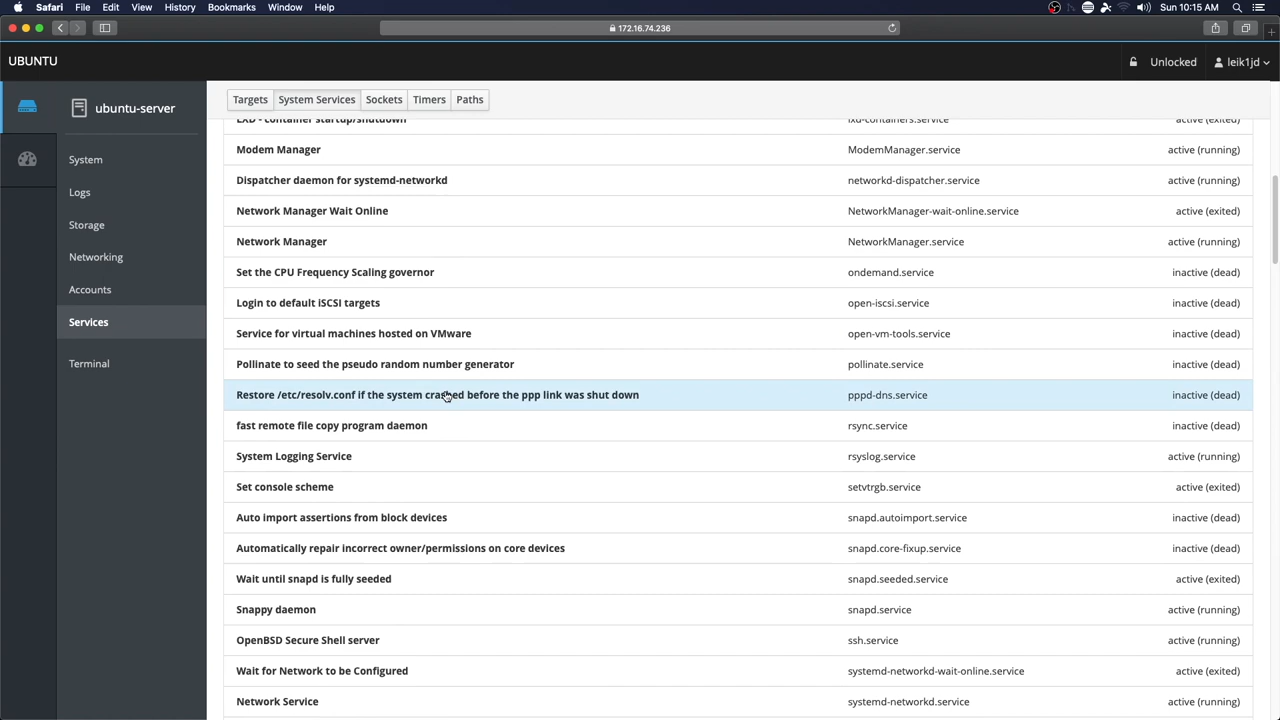 Safari File Edit View History Bookmarks Window Help Sun 10:15 AM
172.16.74.236
UBUNTU Unlocked leik1jd
ubuntu-server
System
Logs
Storage
Networking
Accounts
Services
Terminal
Targets System Services Sockets Timers Paths
LXD - container startup/shutdown lxd-containers.service active (exited)
Modem Manager ModemManager.service active (running)
Dispatcher daemon for systemd-networkd networkd-dispatcher.service active (running)
Network Manager Wait Online NetworkManager-wait-online.service active (exited)
Network Manager NetworkManager.service active (running)
Set the CPU Frequency Scaling governor ondemand.service inactive (dead)
Login to default iSCSI targets open-iscsi.service inactive (dead)
Service for virtual machines hosted on VMware open-vm-tools.service inactive (dead)
Pollinate to seed the pseudo random number generator pollinate.service inactive (dead)
Restore /etc/resolv.conf if the system crashed before the ppp link was shut down pppd-dns.service inactive (dead)
fast remote file copy program daemon rsync.service inactive (dead)
System Logging Service rsyslog.service active (running)
Set console scheme setvtrgb.service active (exited)
Auto import assertions from block devices snapd.autoimport.service inactive (dead)
Automatically repair incorrect owner/permissions on core devices snapd.core-fixup.service inactive (dead)
Wait until snapd is fully seeded snapd.seeded.service active (exited)
Snappy daemon snapd.service active (running)
OpenBSD Secure Shell server ssh.service active (running)
Wait for Network to be Configured systemd-networkd-wait-online.service active (exited)
Network Service systemd-networkd.service active (running)